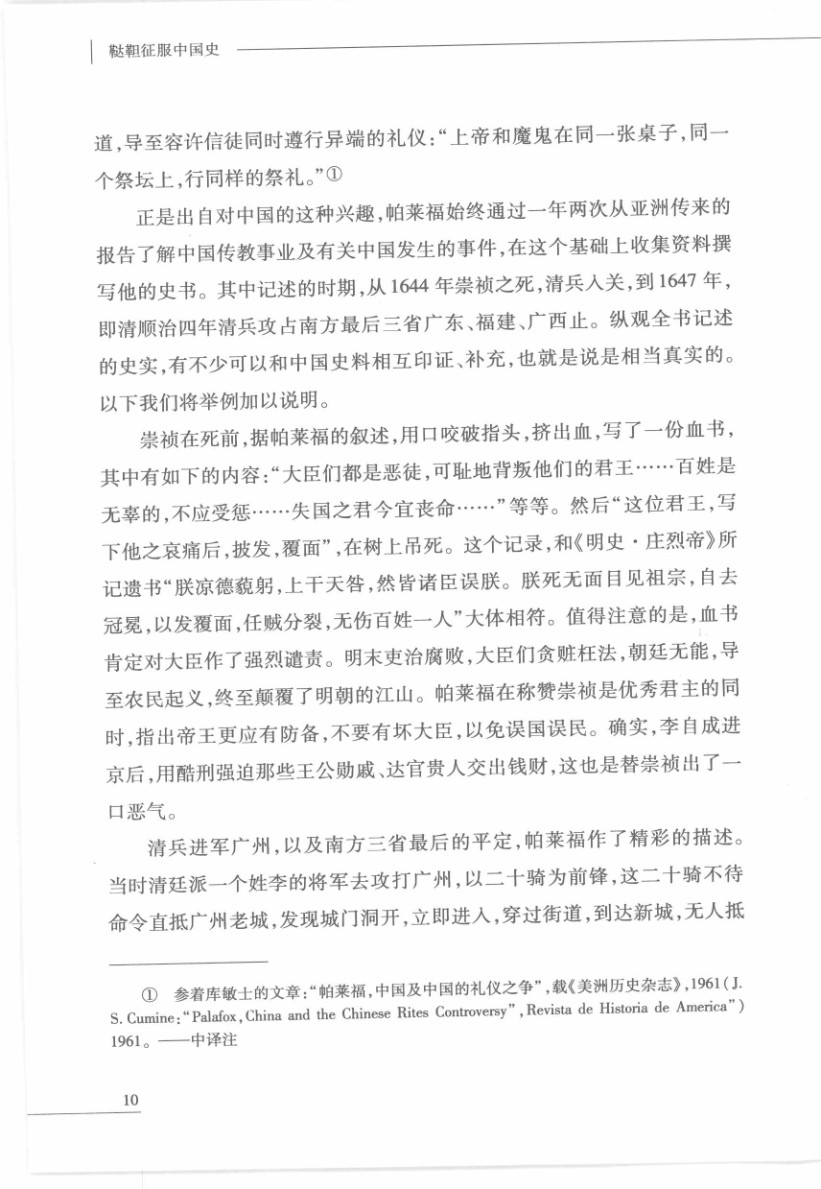 鞑靼征服中国史
道,导至容许信徒同时遵行异端的礼仪:“上帝和魔鬼在同一张桌子,同一
个祭坛上,行同样的祭礼。”①
正是出自对中国的这种兴趣,帕莱福始终通过一年两次从亚洲传来的
报告了解中国传教事业及有关中国发生的事件,在这个基础上收集资料撰
写他的史书。其中记述的时期,从1644 年崇祯之死,清兵入关,到1647 年,
即清顺治四年清兵攻占南方最后三省广东、福建、广西止。纵观全书记述
的史实,有不少可以和中国史料相互印证、补充,也就是说是相当真实的。
以下我们将举例加以说明。
崇祯在死前,据帕莱福的叙述,用口咬破指头,挤出血,写了一份血书,
其中有如下的内容:“大臣们都是恶徒,可耻地背叛他们的君王……百姓是
无辜的,不应受惩……失国之君今宜丧命……”等等。然后“这位君王,写
下他之哀痛后,披发,覆面”,在树上吊死。这个记录,和《明史·庄烈帝》所
记遗书“朕凉德藐躬,上干天咎,然皆诸臣误朕。朕死无面目见祖宗,自去
冠冕,以发覆面,任贼分裂,无伤百姓一人”大体相符。值得注意的是,血书
肯定对大臣作了强烈谴责。明末吏治腐败,大臣们贪赃枉法,朝廷无能,导
至农民起义,终至颠覆了明朝的江山。帕莱福在称赞崇祯是优秀君主的同
时,指出帝王更应有防备,不要有坏大臣,以免误国误民。确实,李自成进
京后,用酷刑强迫那些王公勋戚、达官贵人交出钱财,这也是替崇祯出了一
口恶气。
清兵进军广州,以及南方三省最后的平定,帕莱福作了精彩的描述。
当时清廷派一个姓李的将军去攻打广州,以二十骑为前锋,这二十骑不待
命令直抵广州老城,发现城门洞开,立即进入,穿过街道,到达新城,无人抵
① 参着库敏士的文章:“帕莱福,中国及中国的礼仪之争”,载《美洲历史杂志》,1961(J.
S. Cumine:“Palafox,China and the Chinese Rites Controversy”,Revista de Historia de America”)
1961。——中译注
10